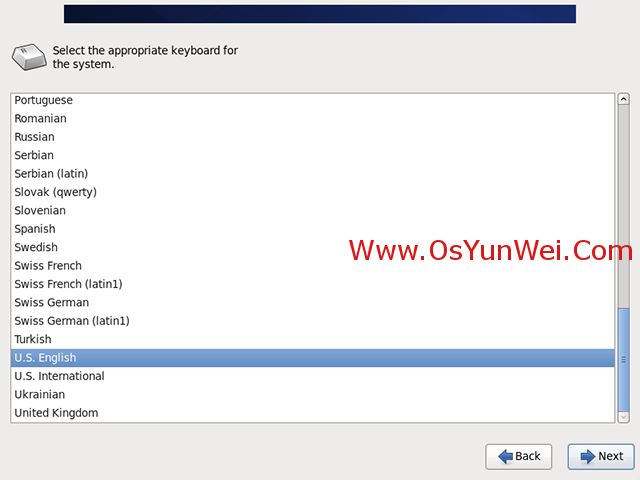 Select the appropriate keyboard for
the system.
Portuguese
Romanian
Russian
Serbian
Serbian (latin)
Slovak (qwerty)
Slovenian
Spanish
Swedish
Www.OsYunWei.Com
Swiss French
Swiss French (latin1)
Swiss German
Swiss German (latin1)
Turkish
U.S. English
U.S. International
Ukrainian
United Kingdom
Back
Next